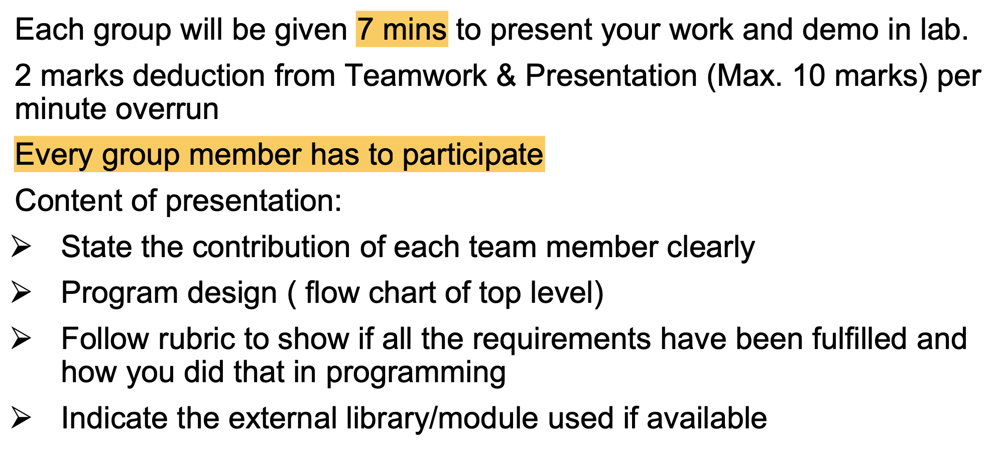 Each group will be given 7 mins to present your work and demo in lab.
2 marks deduction from Teamwork & Presentation (Max. 10 marks) per
minute overrun
Every group member has to participate
Content of presentation:
➢ State the contribution of each team member clearly
➢ Program design ( flow chart of top level)
➢ Follow rubric to show if all the requirements have been fulfilled and
how you did that in programming
➢ Indicate the external library/module used if available